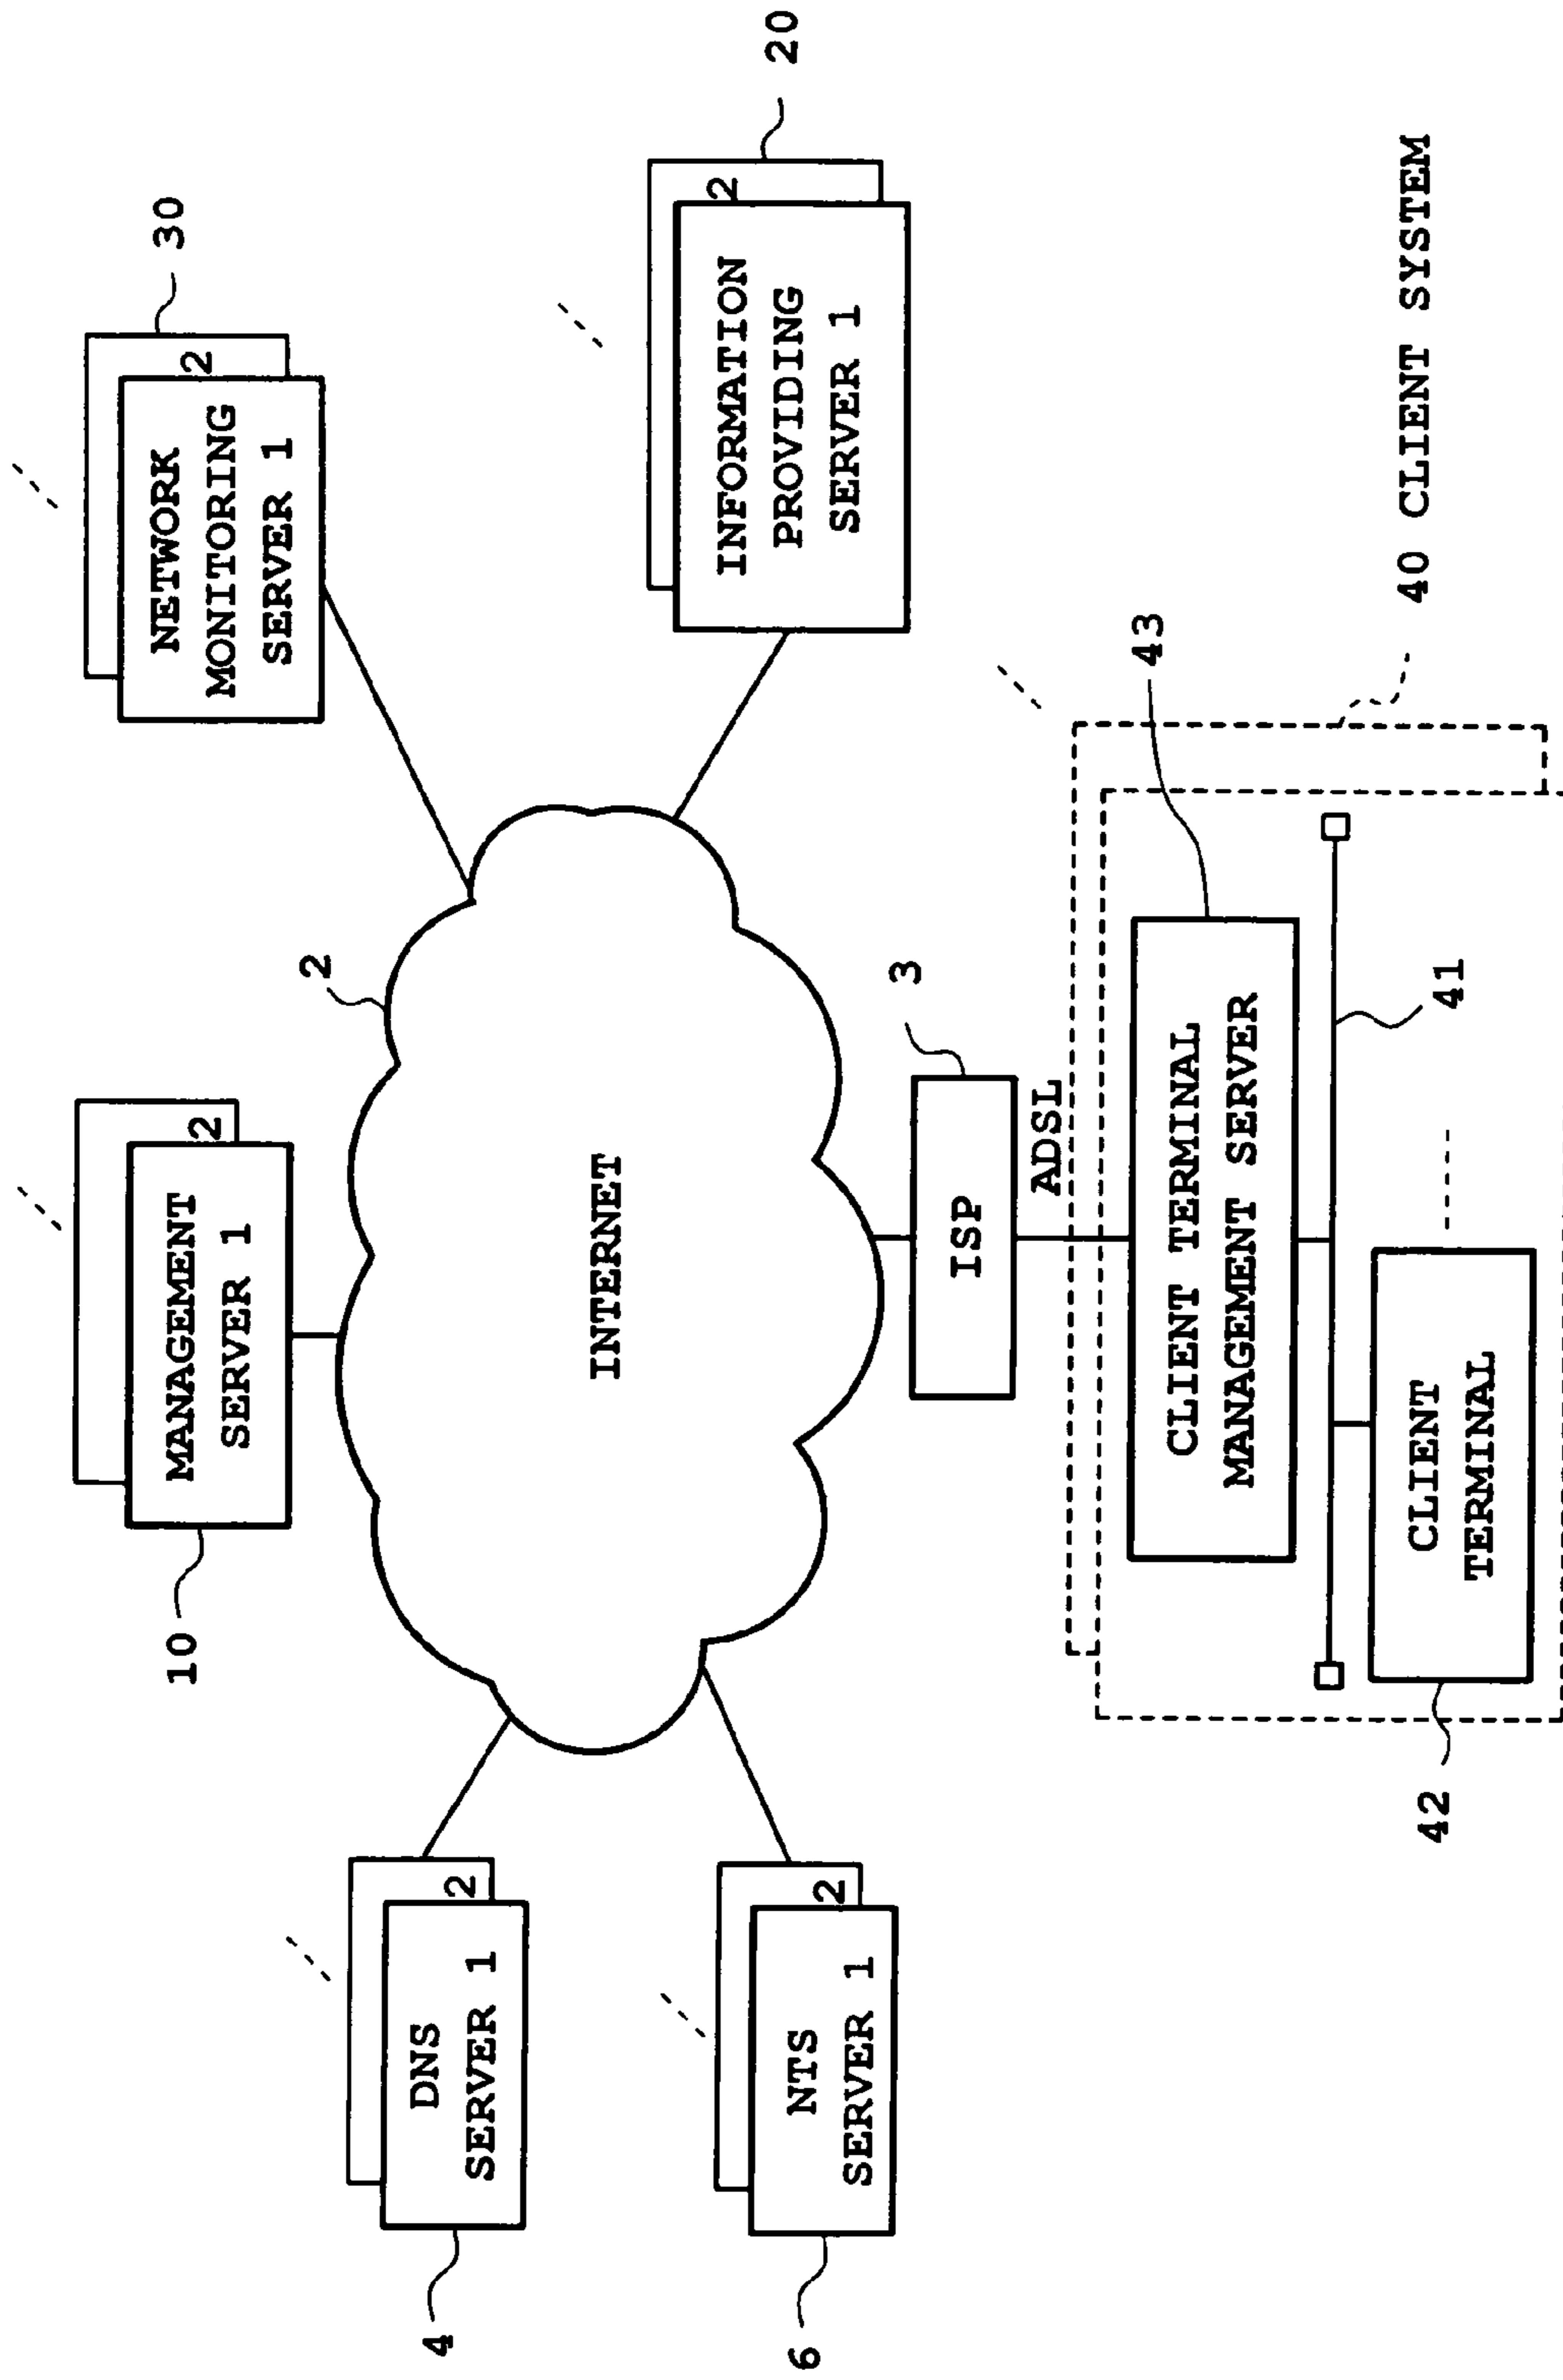 10
MANAGEMENT
SERVER 1
2
NETWORK
MONITORING
SERVER 1
2
30
4
DNS
SERVER 1
2
2
INTERNET
INFORMATION
PROVIDING
SERVER 1
2
20
6
NTS
SERVER 1
2
ISP
3
ADSL
CLIENT TERMINAL
MANAGEMENT SERVER
43
41
42
CLIENT
TERMINAL
40 CLIENT SYSTEM